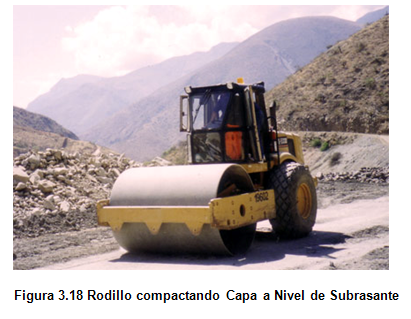 Figura 3.18 Rodillo compactando Capa a Nivel de Subrasante